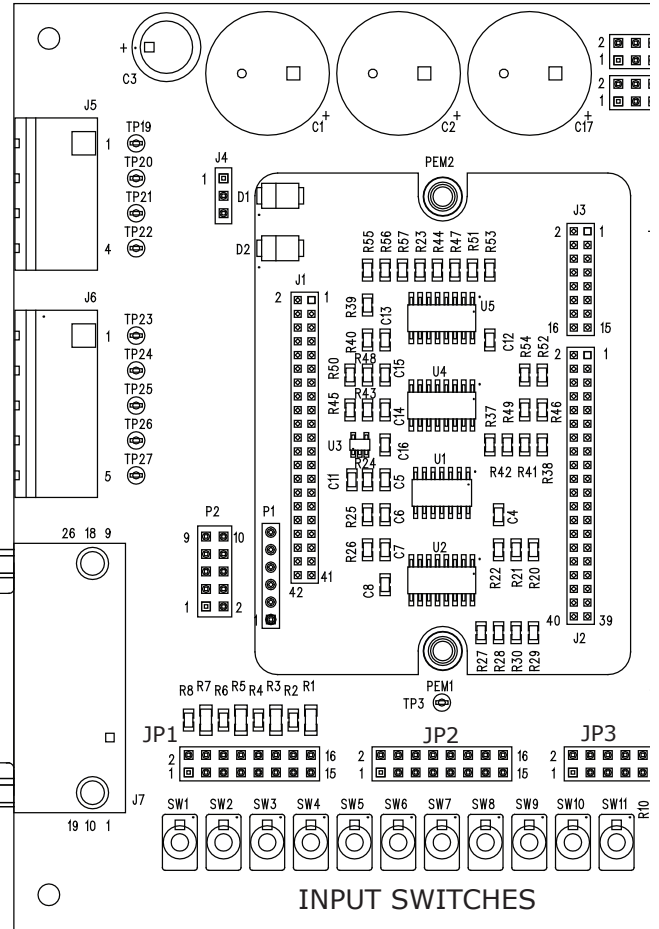 +
C3
C1
+
C2
+
C17
+
2
1
2
1
J5
1
4
TP19
TP20
TP21
TP22
J4
1
D1
D2
PEM2
R55
R56
R57
R23
R44
R47
R51
R53
J3
2
1
16
15
J6
1
5
TP23
TP24
TP25
TP26
TP27
J1
2
1
42
41
R39
C13
U5
R40
C12
R48
R50
C15
U4
R54
R52
2
1
R45
R43
C14
R37
R49
R46
U3
C16
R42
R41
R38
R24
C11
C5
U1
R25
C6
C4
R26
C7
U2
R22
R21
R20
C8
40
39
J2
R27
R28
R30
R29
26 18 9
P2
9
10
1
2
P1
1
PEM1
TP3
R8
R7
R6
R5
R4
R3
R2
R1
JP1
2
1
16
15
JP2
2
1
16
15
JP3
2
1
R10
J7
19 10 1
SW1
SW2
SW3
SW4
SW5
SW6
SW7
SW8
SW9
SW10
SW11
INPUT SWITCHES